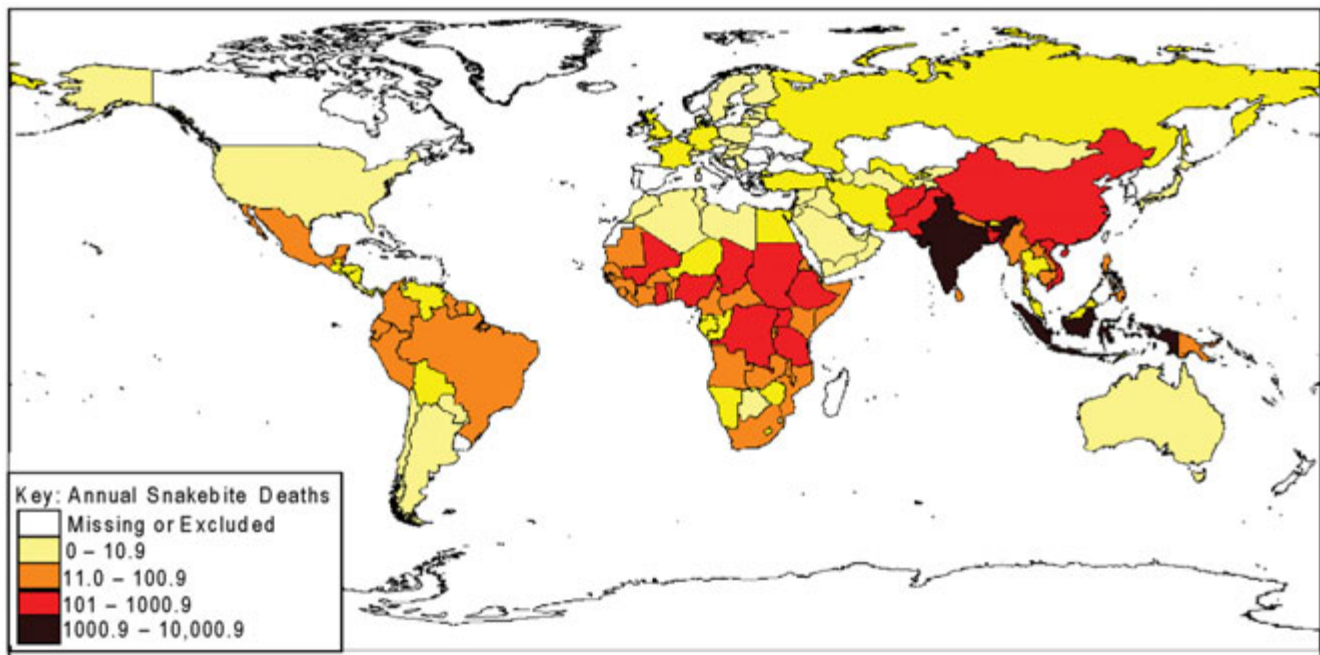 Key: Annual Snakebite Deaths
Missing or Excluded
0 – 10.9
11.0 – 100.9
101 – 1000.9
1000.9 – 10,000.9